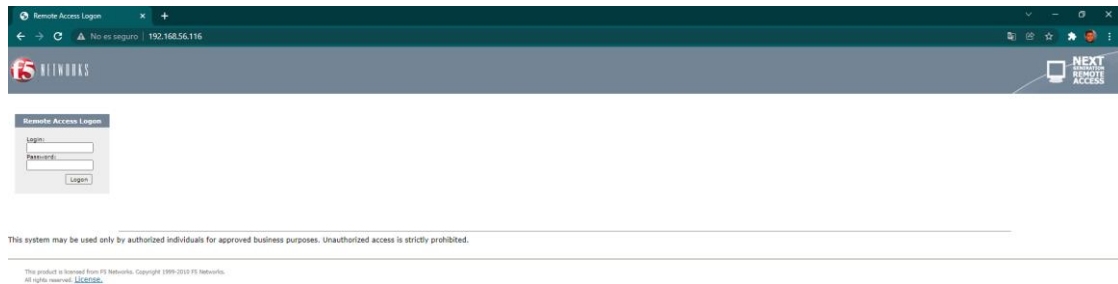 Remote Access Logon
No es seguro | 192.168.56.116
f5 NETWORKS
NEXT
GENERATION
REMOTE
ACCESS
Remote Access Logon
Login:
Password:
Logon
This system may be used only by authorized individuals for approved business purposes. Unauthorized access is strictly prohibited.
This product is licensed from F5 Networks. Copyright 1999-2010 F5 Networks.
All rights reserved. License.